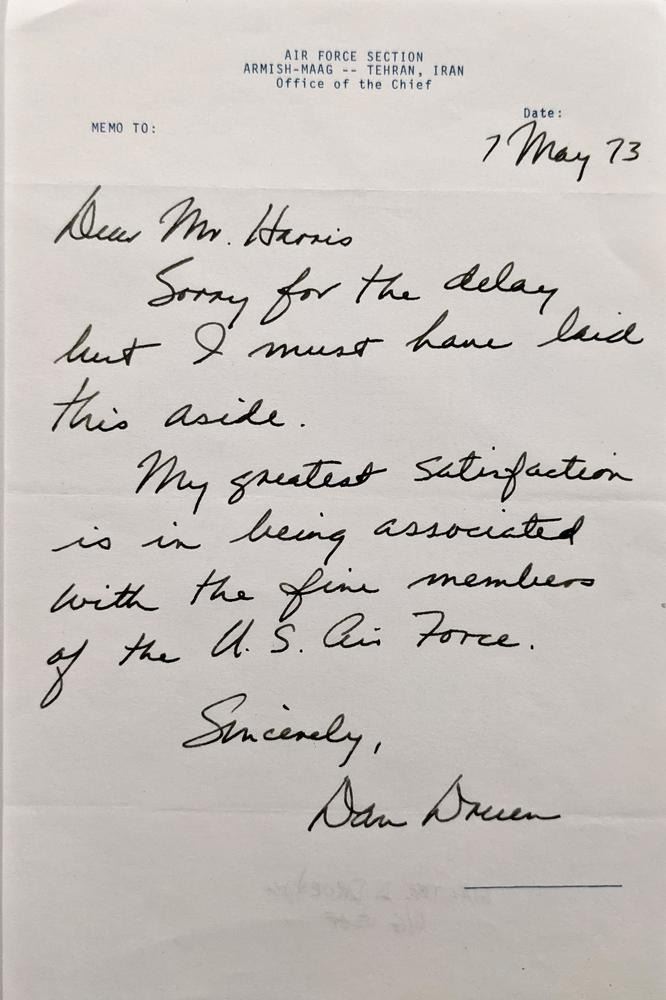 AIR FORCE SECTION
ARMISH-MAAG -- TEHRAN, IRAN
Office of the Chief
MEMO TO:
Date:
7 May 73
Dear Mr. Harris
Sorry for the delay
but I must have laid
this aside.
My greatest satisfaction
is in being associated
with the fine members
of the U.S. Air Force.
Sincerely,
Dan Druen